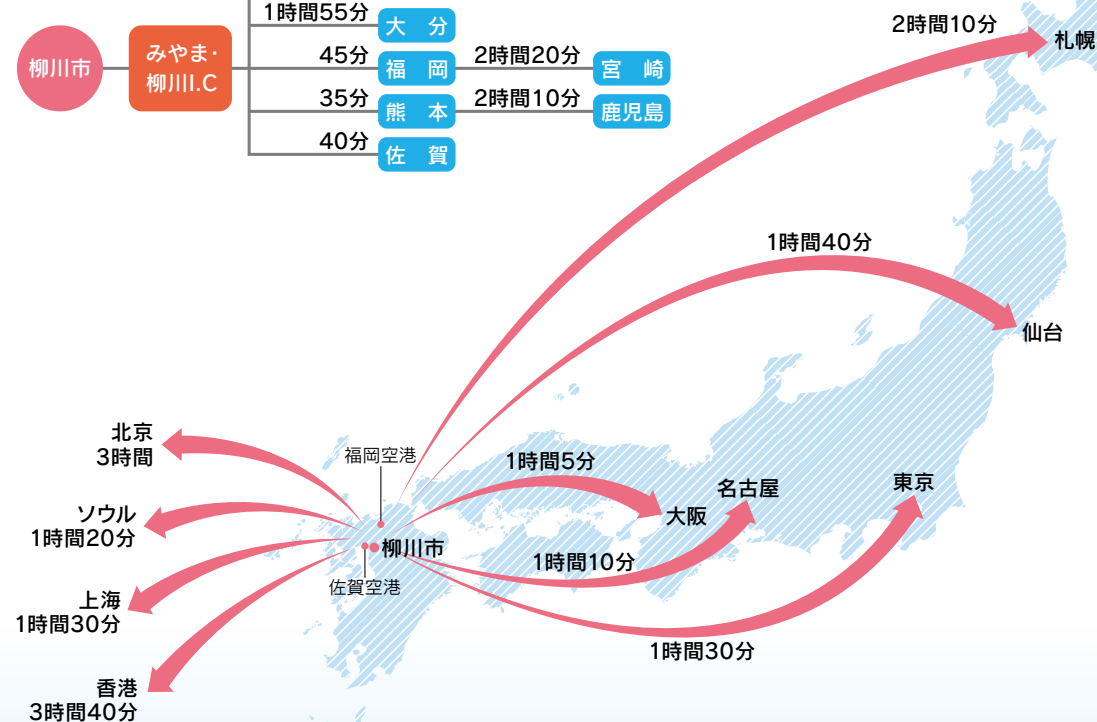 1時間55分
大 分
柳川市
みやま・
柳川I.C
45分
福 岡
2時間20分
宮 崎
35分
熊 本
2時間10分
鹿児島
40分
佐 賀
2時間10分
札幌
1時間40分
仙台
北京
3時間
福岡空港
1時間5分
名古屋
東京
ソウル
1時間20分
大阪
柳川市
1時間10分
佐賀空港
上海
1時間30分
1時間30分
香港
3時間40分